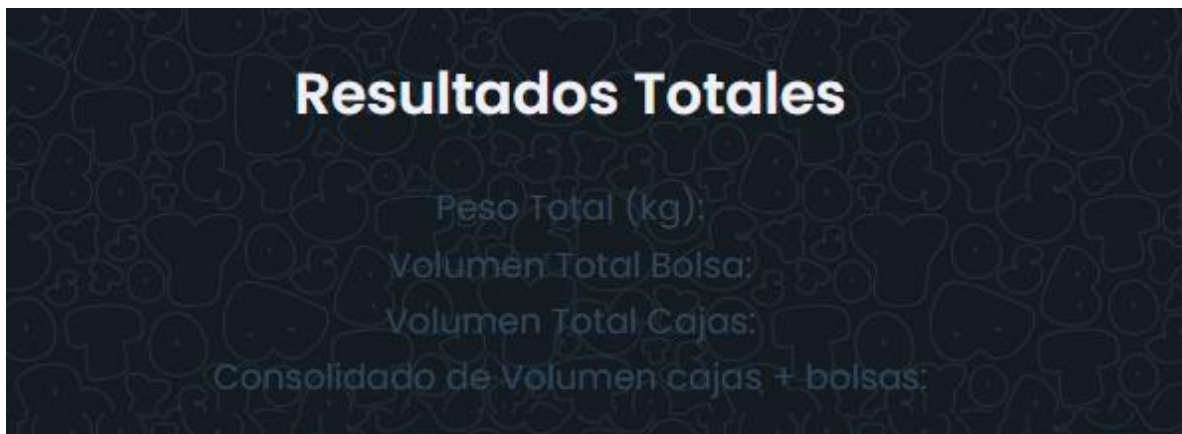 Resultados Totales
Peso Total (kg):
Volumen Total Bolsa:
Volumen Total Cajas:
Consolidado de Volumen cajas + bolsas: